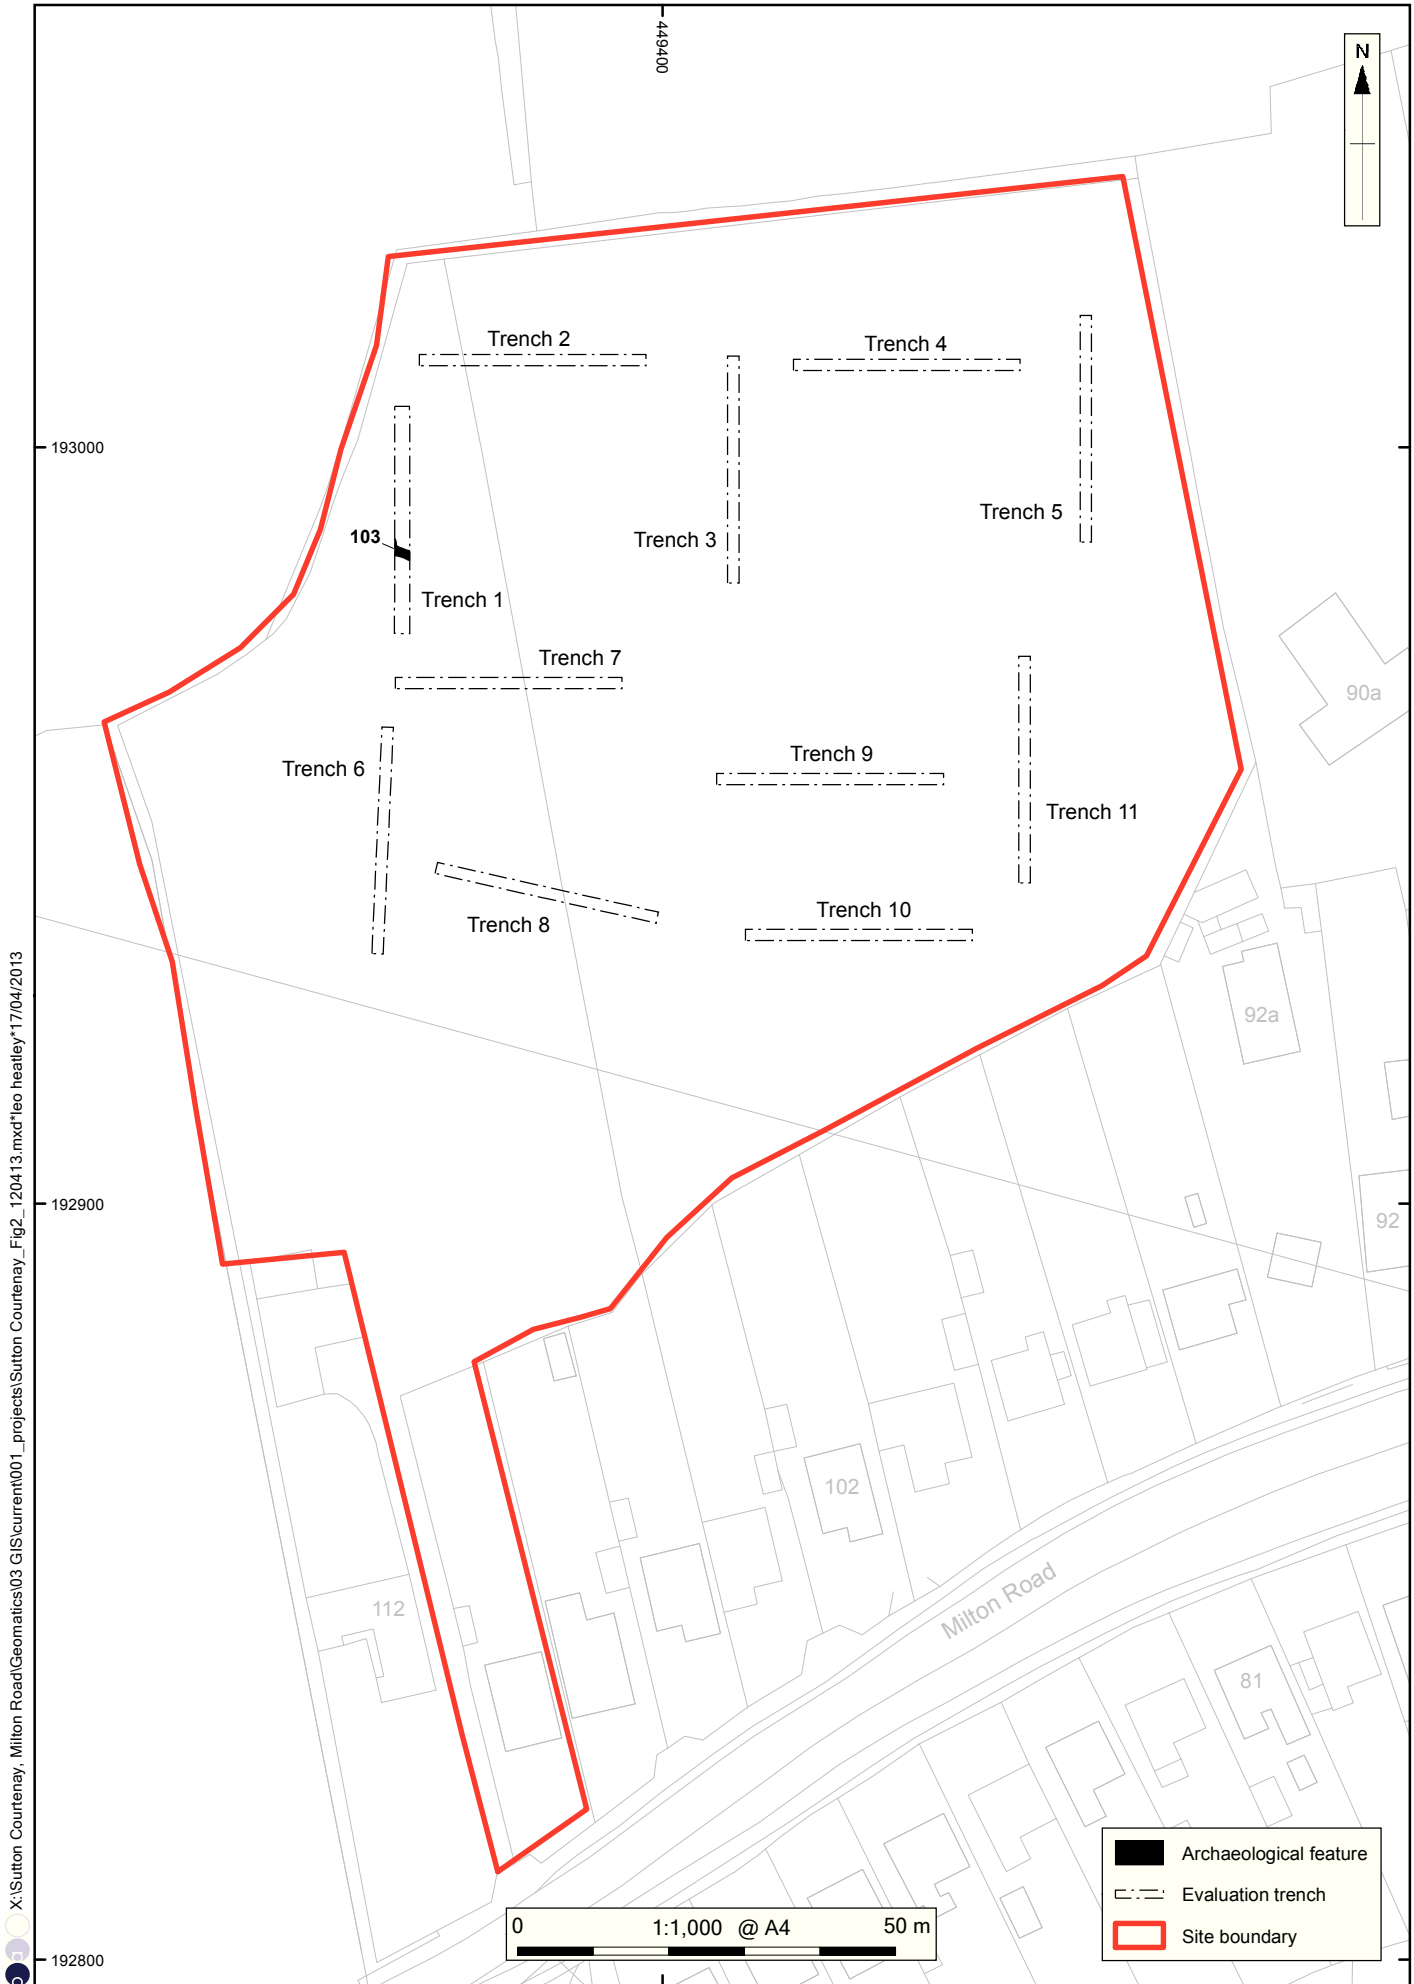 449400
N
Trench 2
Trench 4
193000
Trench 5
Trench 3
103
Trench 1
Trench 7
90a
Trench 9
Trench 6
Trench 11
Trench 10
Trench 8
92a
192900
92
102
Milton Road
112
81
Archaeological feature
Evaluation trench
Site boundary
0 1:1,000 @ A4 50 m
192800
X:\Sutton Courtenay, Milton Road\Geomatics\03 GIS\current\001_projects\Sutton Courtenay_Fig2_120413.mxd*leo heatley*17/04/2013